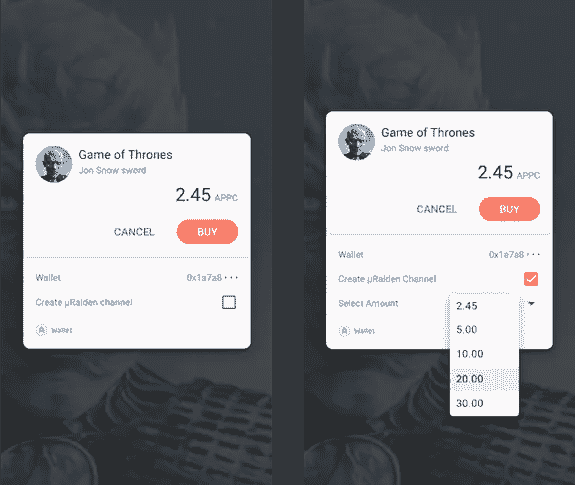 Game of Thrones
Jon Snow sword
2.45 APPC
CANCEL
BUY
Wallet
0x1a7a8 •••
Create µRaiden channel
Wallet
Game of Thrones
Jon Snow sword
2.45 APPC
CANCEL
BUY
Wallet
0x1a7a8 •••
Create µRaiden Channel
Select Amount
2.45
5.00
10.00
20.00
30.00
Wallet